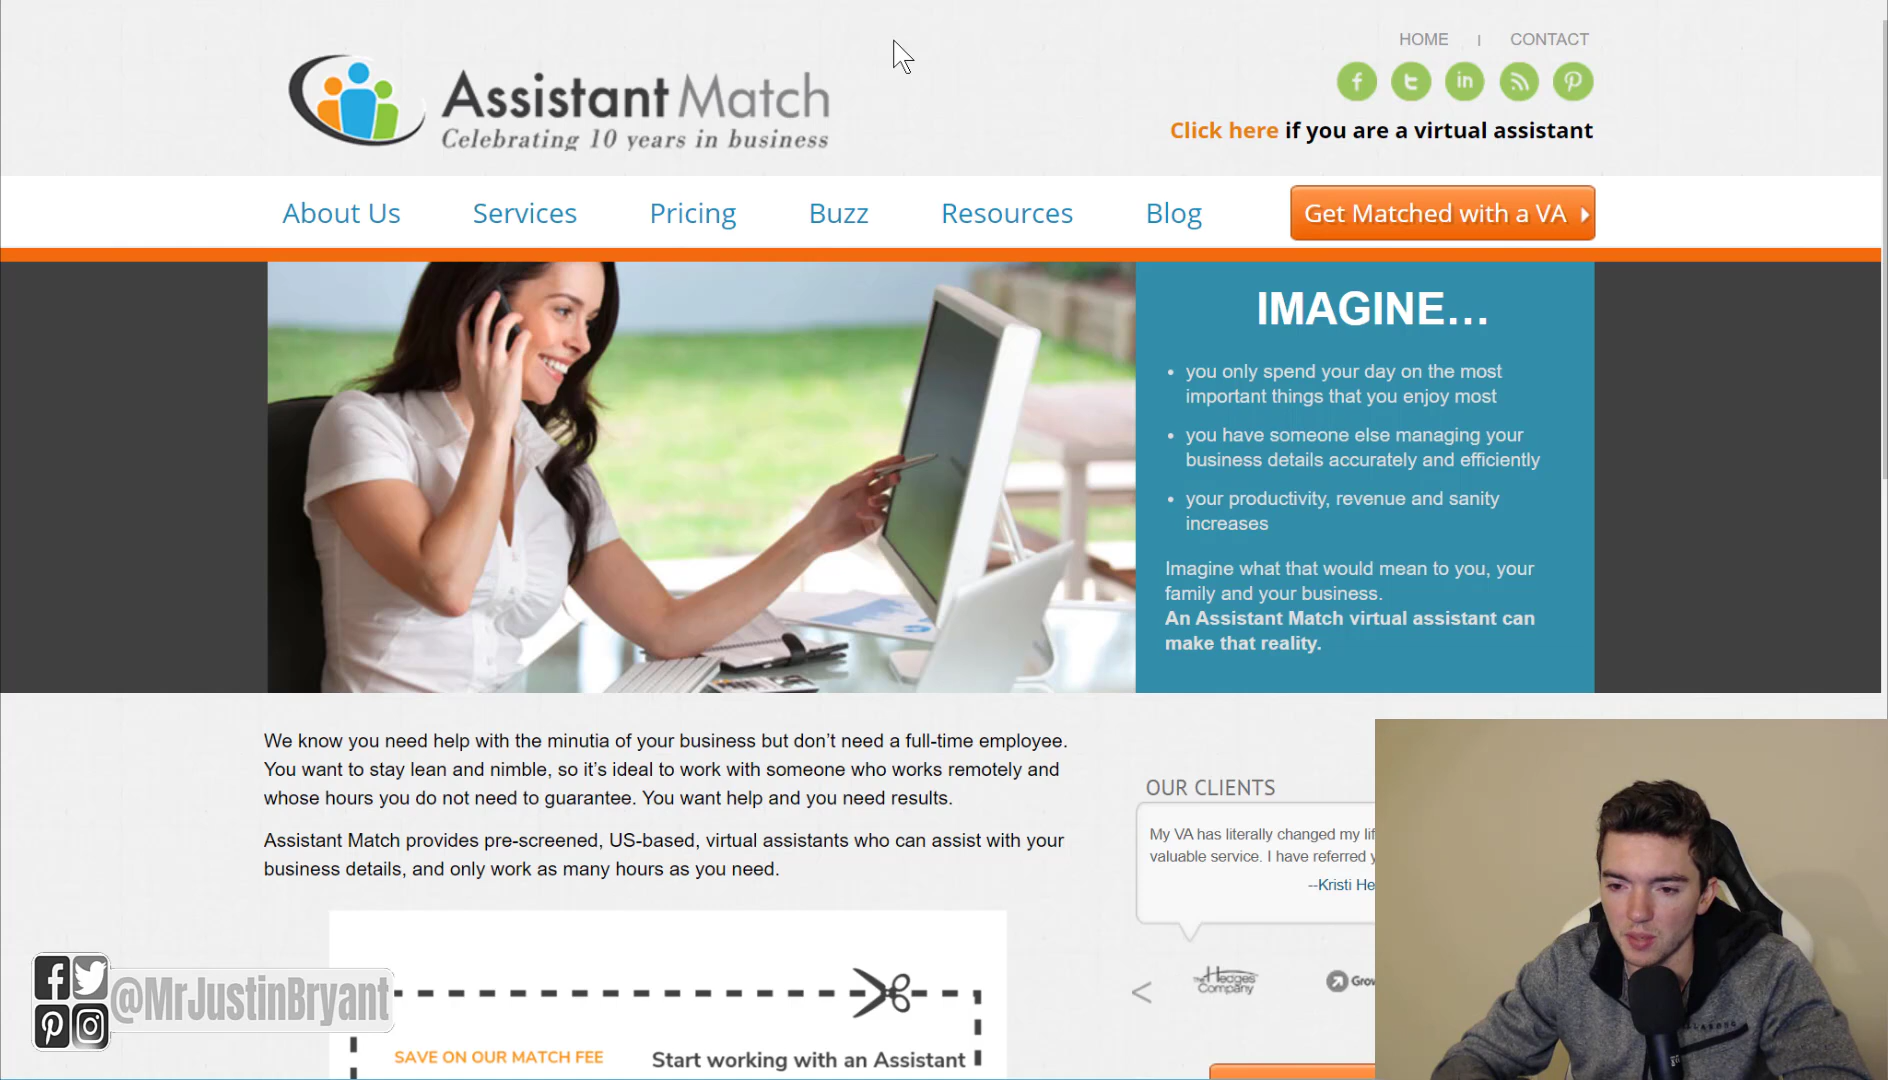 HOME | CONTACT
Assistant Match
Celebrating 10 years in business
Click here if you are a virtual assistant
About Us Services Pricing Buzz Resources Blog Get Matched with a VA
IMAGINE...
• you only spend your day on the most
important things that you enjoy most
• you have someone else managing your
business details accurately and efficiently
• your productivity, revenue and sanity
increases
Imagine what that would mean to you, your
family and your business.
An Assistant Match virtual assistant can
make that reality.
We know you need help with the minutia of your business but don’t need a full-time employee.
You want to stay lean and nimble, so it’s ideal to work with someone who works remotely and
whose hours you do not need to guarantee. You want help and you need results.
Assistant Match provides pre-screened, US-based, virtual assistants who can assist with your
business details, and only work as many hours as you need.
OUR CLIENTS
My VA has literally changed my
valuable service. I have referred
--Kristi
The Hedges
Company
@MrJustinBryant
SAVE ON OUR MATCH FEE
Start working with an Assistant